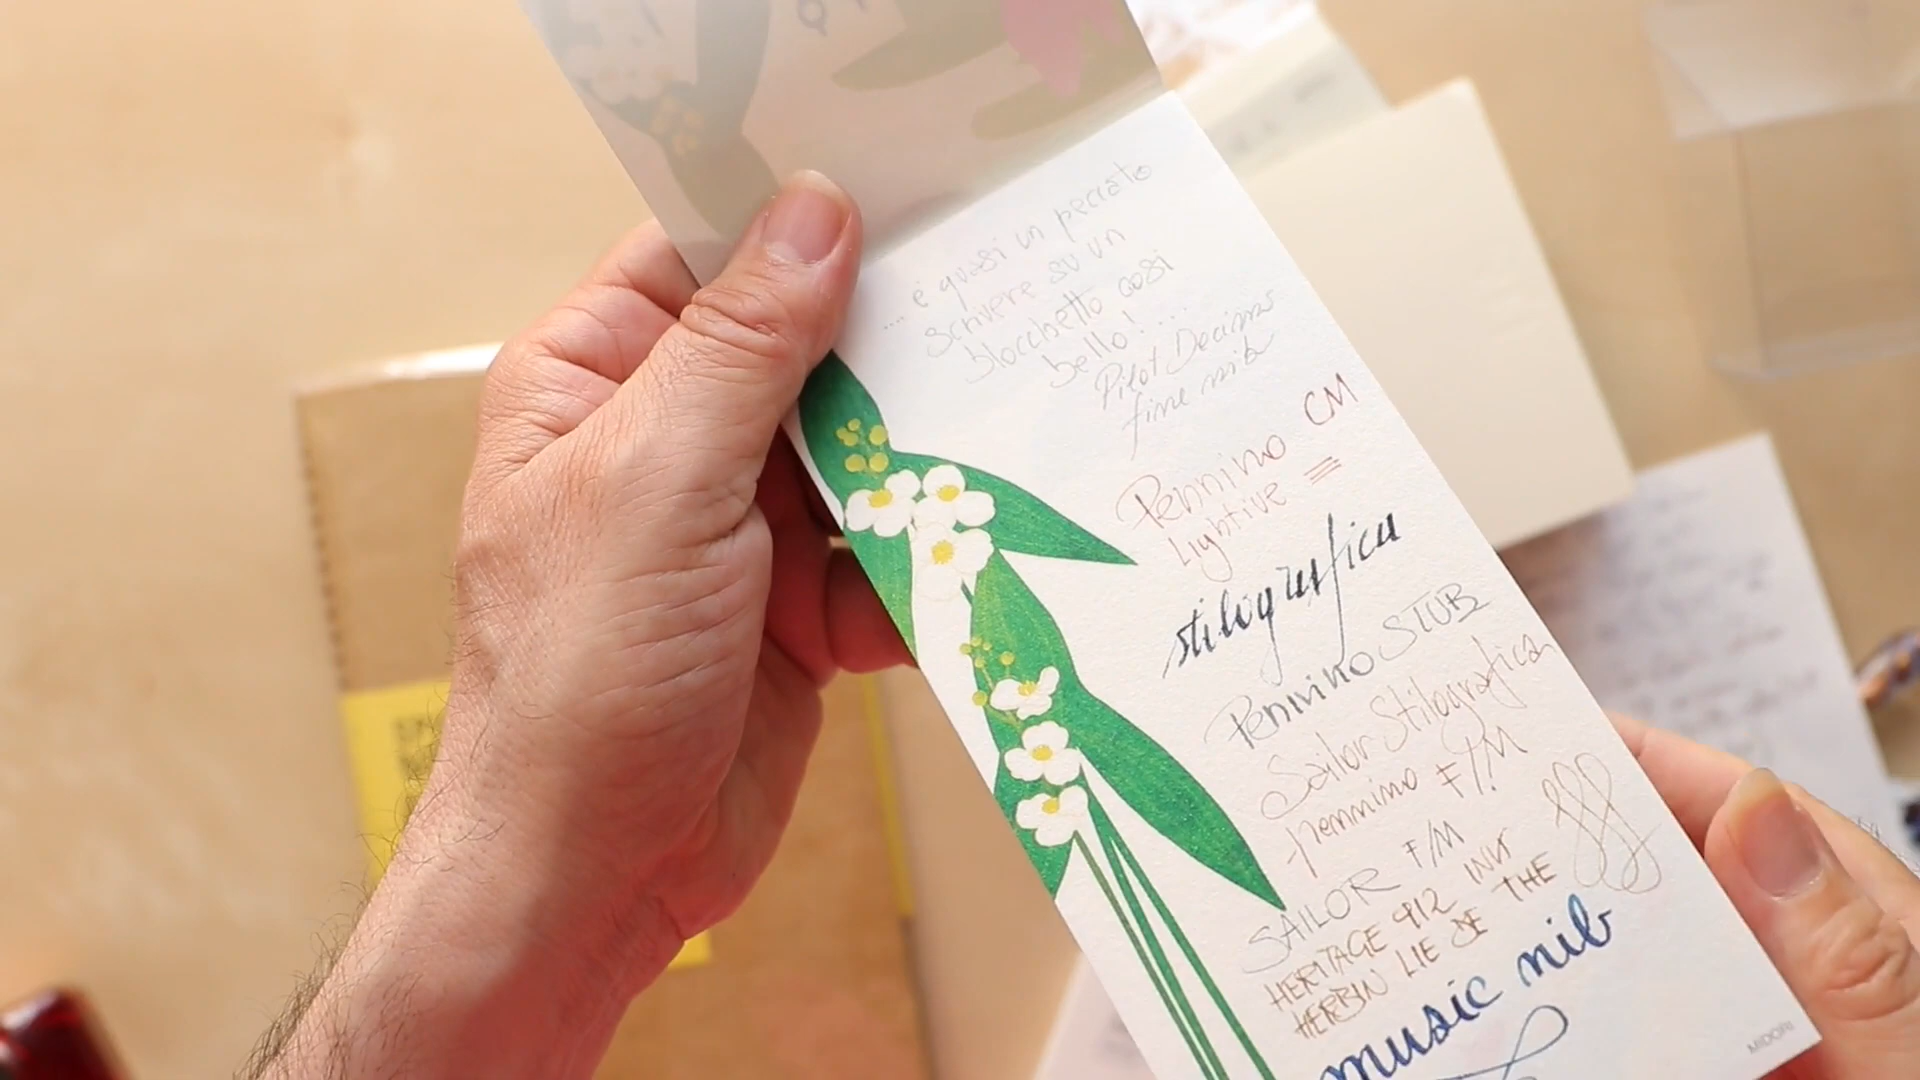 .... é quasi un peccato
scrivere su un
blocchetto così
bello! ....
Pilot Decimo
fine nib
Pennino CM
Lightive
stilografica
Pennino STUB
Sailor Stilografica
pennino F/M
SAILOR F/M
HERITAGE 912
HERBIN LIE DE THE
music nib
MIDORI